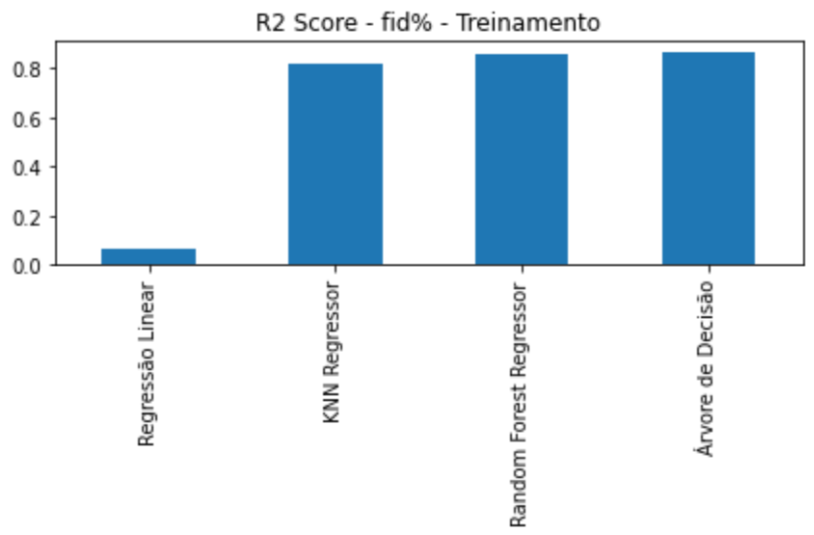 R2 Score - fid% - Treinamento
0.8
0.6
0.4
0.2
0.0
Regressão Linear
KNN Regressor
Random Forest Regressor
Árvore de Decisão